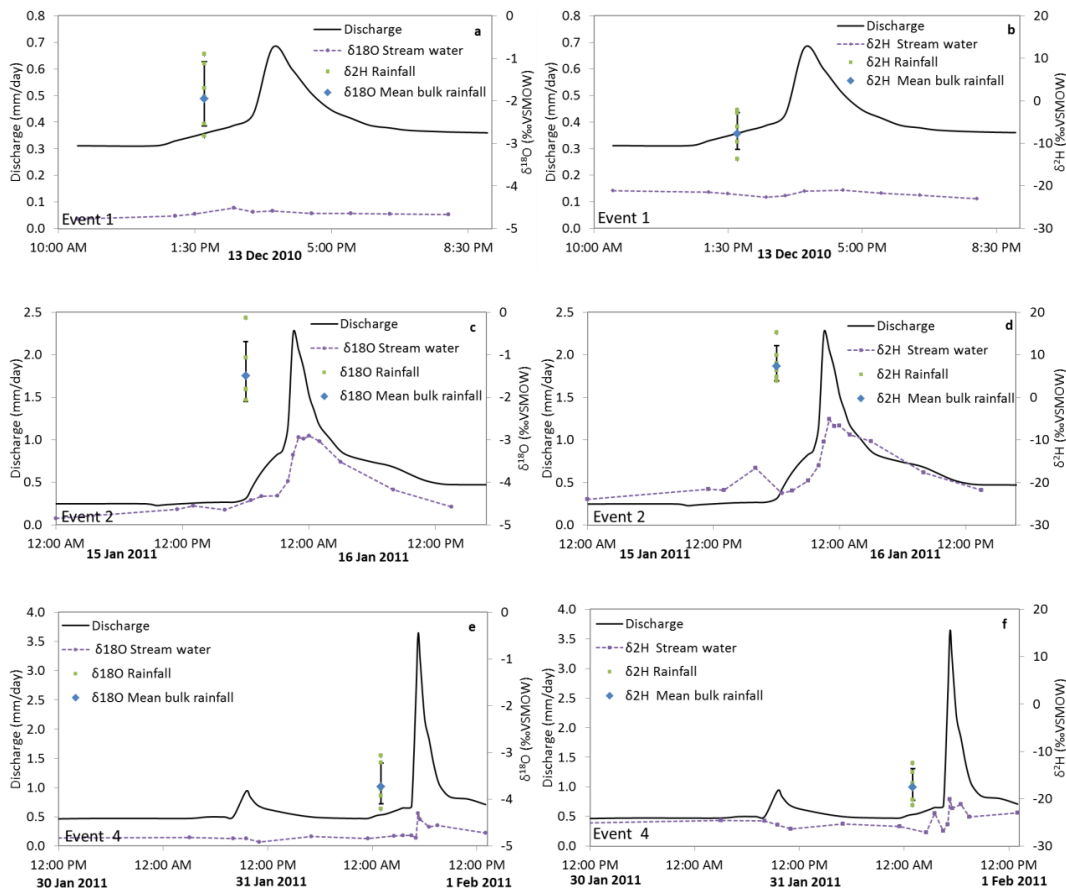 0.8
0.7
0.6
0.5
0.4
0.3
0.2
0.1
0.0
Discharge (mm/day)
Discharge
δ18O Stream water
δ2H Rainfall
δ18O Mean bulk rainfall
a
0
-1
-2
-3
-4
-5
δ¹⁸O (‰VSMOW)
Event 1
10:00 AM 1:30 PM 5:00 PM 8:30 PM
13 Dec 2010
0.8
0.7
0.6
0.5
0.4
0.3
0.2
0.1
0.0
Discharge (mm/day)
Discharge
δ2H Stream water
δ2H Rainfall
δ2H Mean bulk rainfall
b
20
10
0
-10
-20
-30
δ²H (‰VSMOW)
Event 1
10:00 AM 1:30 PM 5:00 PM 8:30 PM
13 Dec 2010
2.5
2.0
1.5
1.0
0.5
0.0
Discharge (mm/day)
Discharge
δ18O Stream water
δ18O Rainfall
δ18O Mean bulk rainfall
c
0
-1
-2
-3
-4
-5
δ¹⁸O (‰VSMOW)
Event 2
12:00 AM 12:00 PM 12:00 AM 12:00 PM
15 Jan 2011 16 Jan 2011
2.5
2.0
1.5
1.0
0.5
0.0
Discharge (mm/day)
Discharge
δ2H Stream water
δ2H Rainfall
δ2H Mean bulk rainfall
d
20
10
0
-10
-20
-30
δ²H (‰VSMOW)
Event 2
12:00 AM 12:00 PM 12:00 AM 12:00 PM
15 Jan 2011 16 Jan 2011
4.0
3.5
3.0
2.5
2.0
1.5
1.0
0.5
0.0
Discharge (mm/day)
Discharge
δ18O Stream water
δ18O Rainfall
δ18O Mean bulk rainfall
e
0
-1
-2
-3
-4
-5
δ¹⁸O (‰VSMOW)
Event 4
12:00 PM 12:00 AM 12:00 PM 12:00 AM 12:00 PM
30 Jan 2011 31 Jan 2011 1 Feb 2011
4.0
3.5
3.0
2.5
2.0
1.5
1.0
0.5
0.0
Discharge (mm/day)
Discharge
δ2H Stream water
δ2H Rainfall
δ2H Mean bulk rainfall
f
20
10
0
-10
-20
-30
δ²H (‰VSMOW)
Event 4
12:00 PM 12:00 AM 12:00 PM 12:00 AM 12:00 PM
30 Jan 2011 31 Jan 2011 1 Feb 2011